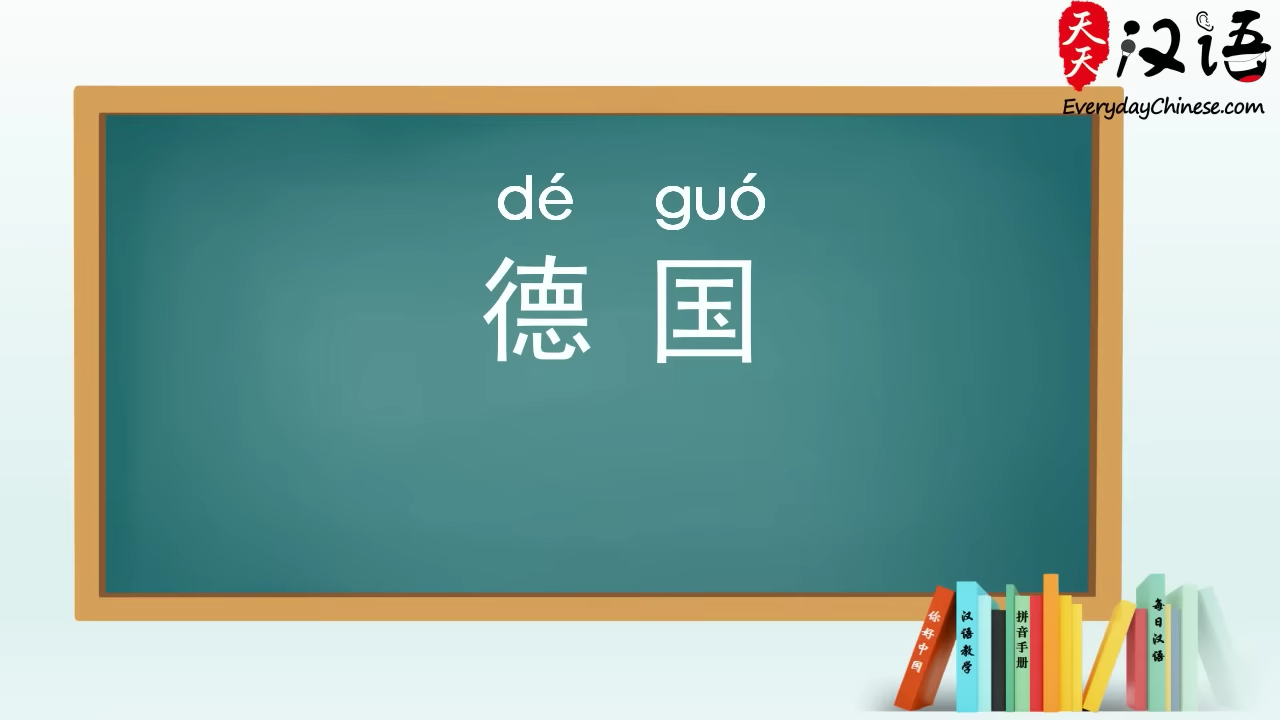 天天汉语
EverydayChinese.com
dé guó
德国
你好中国
汉语教学
拼音手册
每日汉语